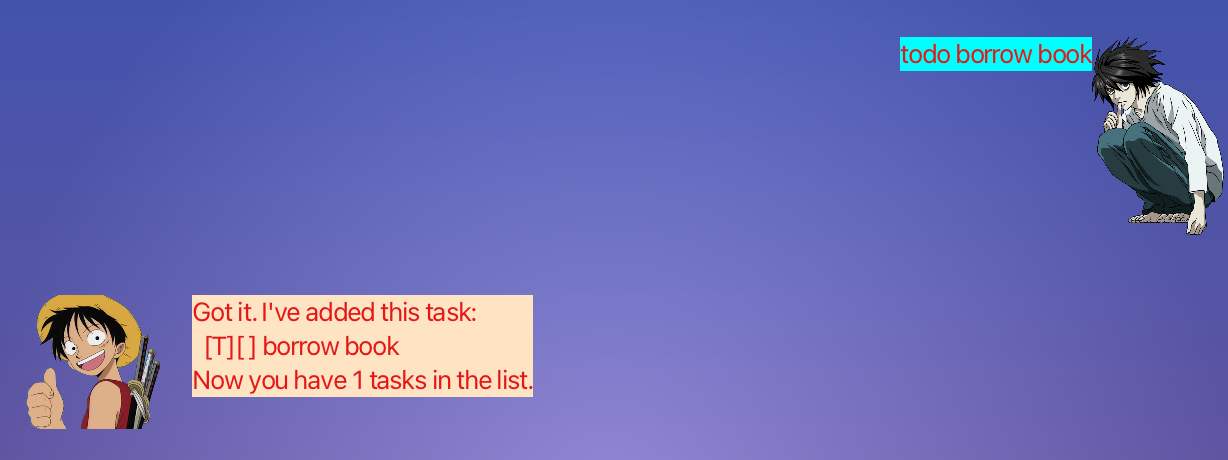 todo borrow book
Got it. I've added this task:
[T][ ] borrow book
Now you have 1 tasks in the list.